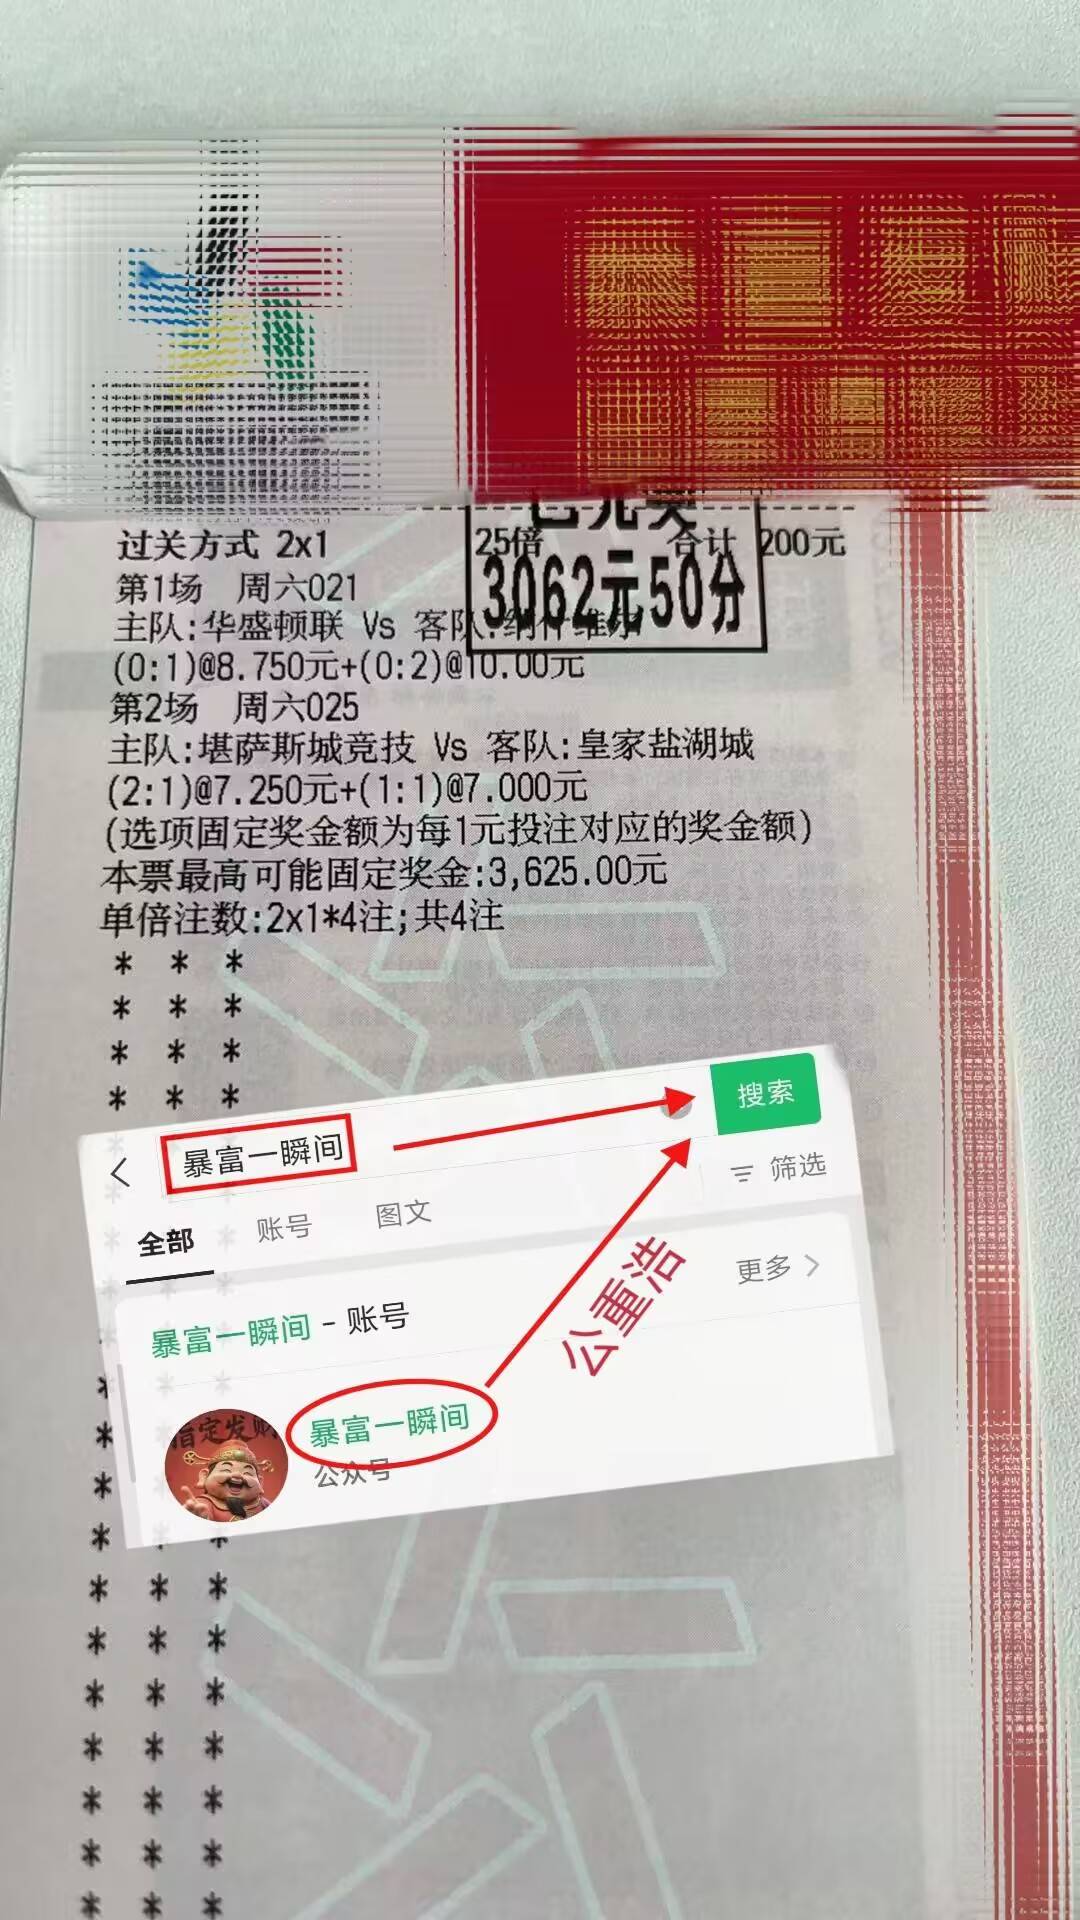 过关方式 2x1 25倍 合计 200元
已兑奖
3062元50分
第1场 周六021
主队:华盛顿联 Vs 客队:纳什维尔
(0:1)@8.750元+(0:2)@10.00元
第2场 周六025
主队:堪萨斯城竞技 Vs 客队:皇家盐湖城
(2:1)@7.250元+(1:1)@7.000元
(选项固定奖金额为每1元投注对应的奖金额)
本票最高可能固定奖金:3,625.00元
单倍注数:2x1*4注;共4注
暴富一瞬间
搜索
全部 账号 图文 筛选
暴富一瞬间 - 账号 更多
公重浩
指定发财
暴富一瞬间
公众号